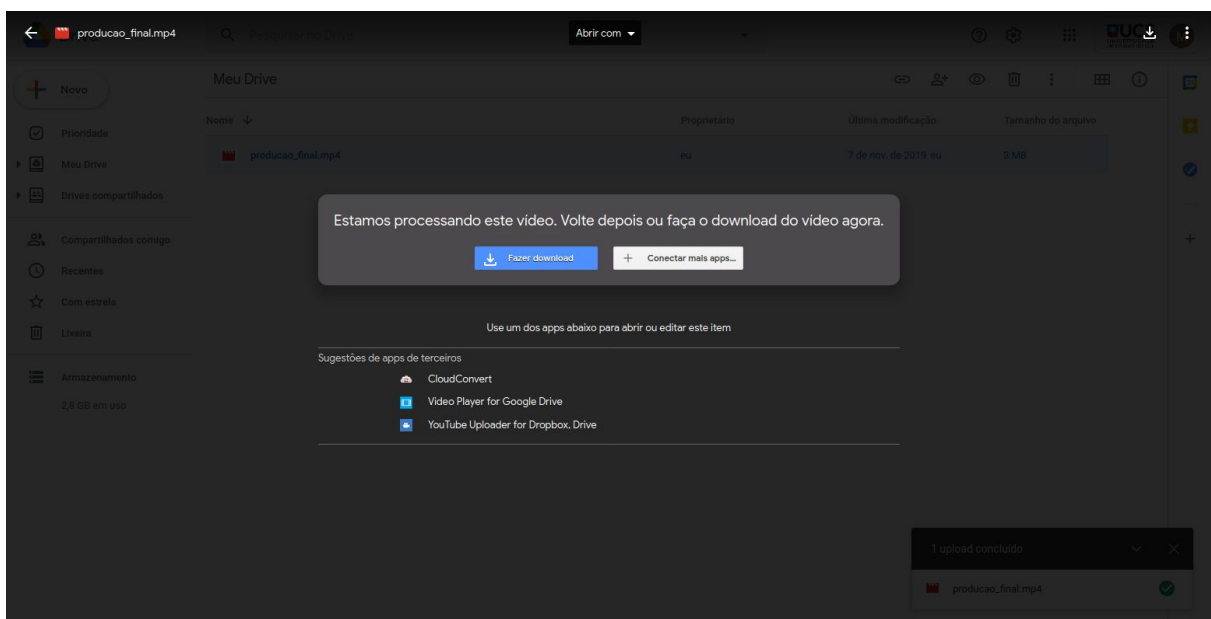 producao_final.mp4
Abrir com
Pesquisar no Drive
Meu Drive
Novo
Nome
Proprietário
Última modificação
Tamanho do arquivo
producao_final.mp4
eu
7 de nov. de 2019 eu
3 MB
Prioridade
Meu Drive
Drives compartilhados
Compartilhados comigo
Recentes
Com estrela
Lixeira
Armazenamento
2,8 GB em uso
Estamos processando este vídeo. Volte depois ou faça o download do vídeo agora.
Fazer download
Conectar mais apps...
Use um dos apps abaixo para abrir ou editar este item
Sugestões de apps de terceiros
CloudConvert
Video Player for Google Drive
YouTube Uploader for Dropbox, Drive
1 upload concluído
producao_final.mp4